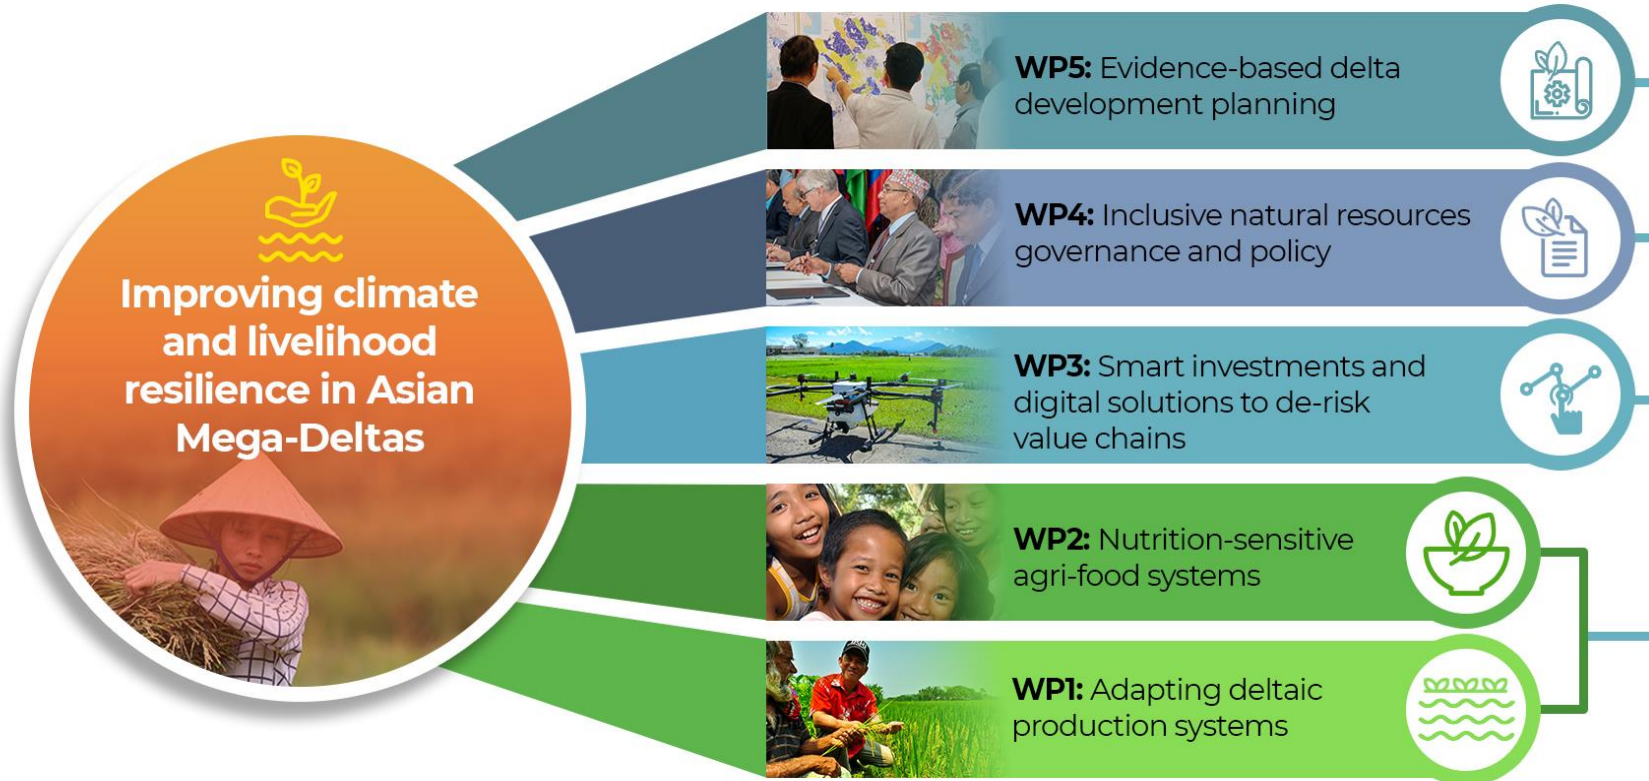 Improving climate
and livelihood
resilience in Asian
Mega-Deltas
WP5: Evidence-based delta
development planning
WP4: Inclusive natural resources
governance and policy
WP3: Smart investments and
digital solutions to de-risk
value chains
WP2: Nutrition-sensitive
agri-food systems
WP1: Adapting deltaic
production systems